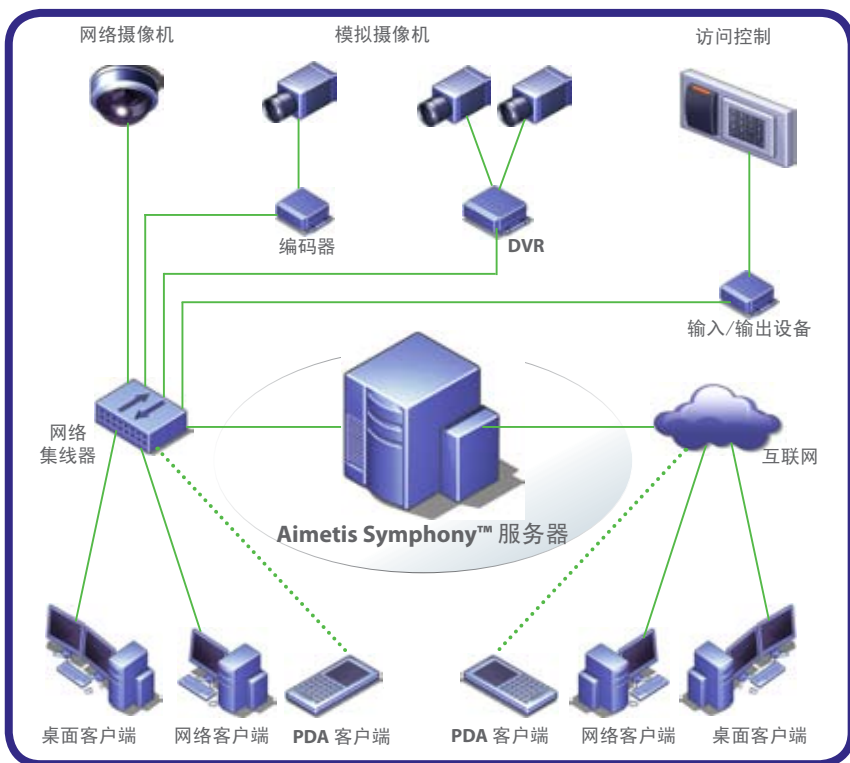 网络摄像机
模拟摄像机
访问控制
编码器
DVR
输入/输出设备
网络
集线器
互联网
Aimetis Symphony™ 服务器
桌面客户端
网络客户端
PDA 客户端
PDA 客户端
网络客户端
桌面客户端